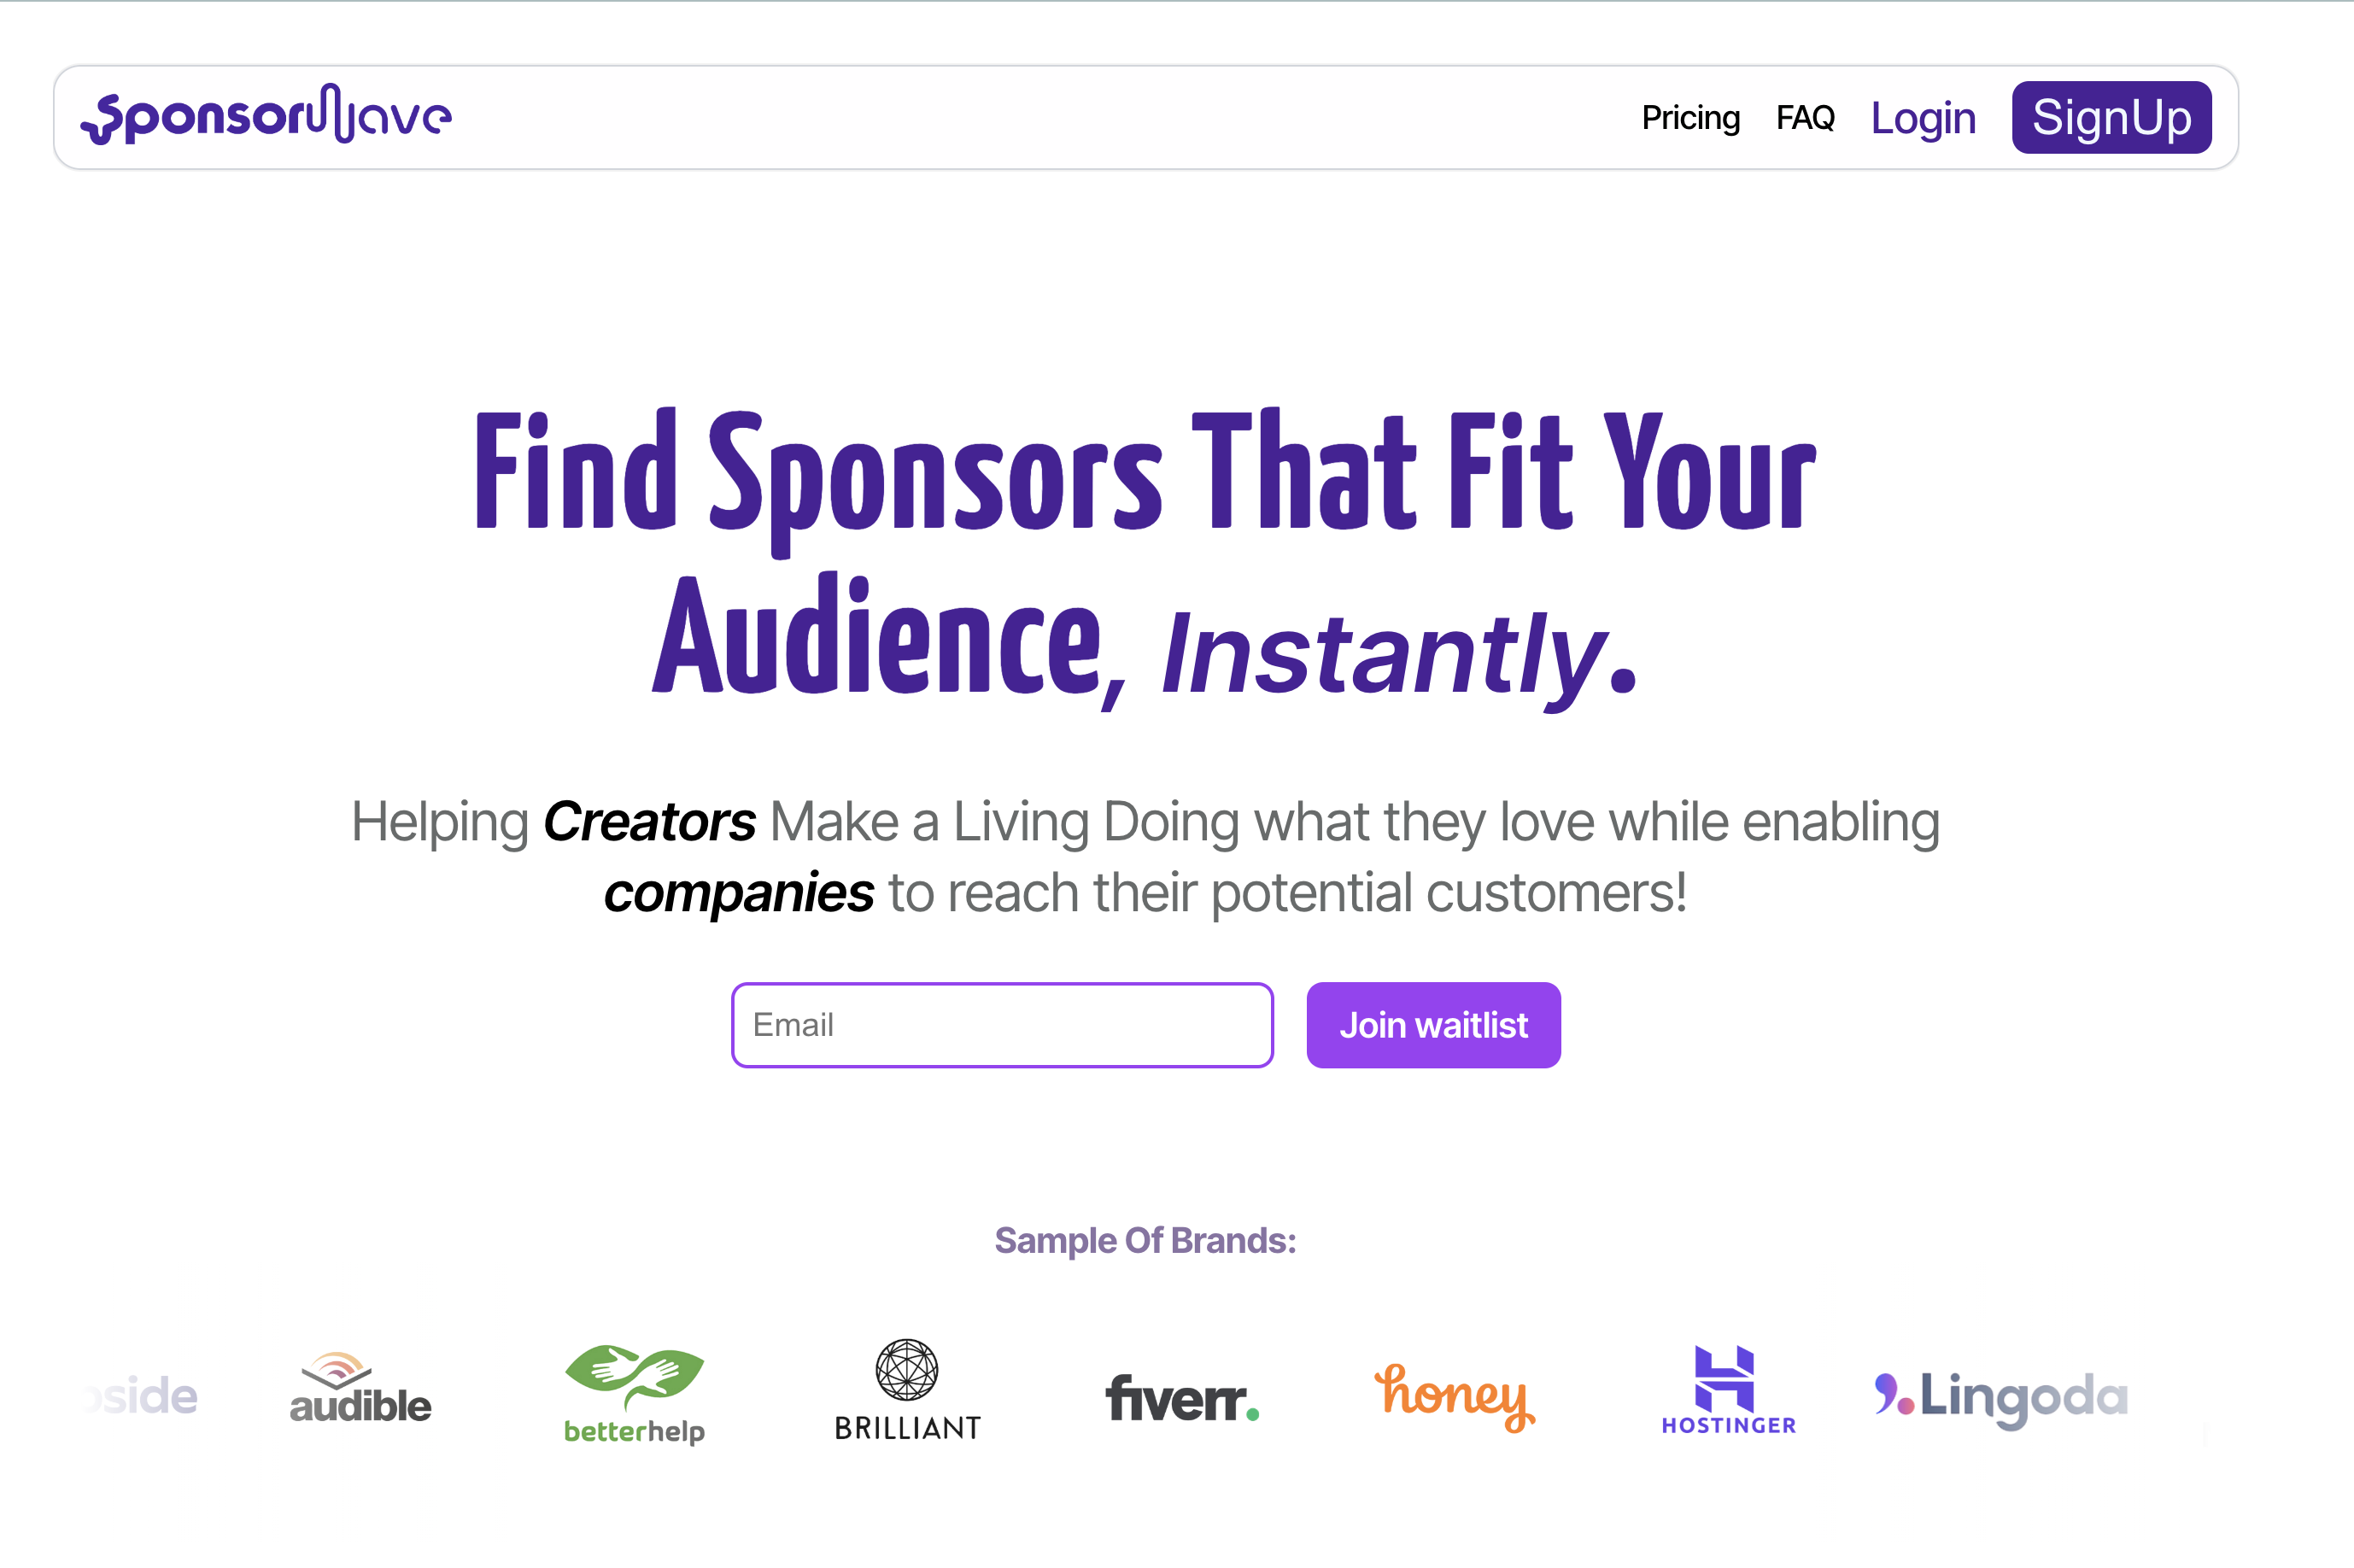 SponsorWave
Pricing FAQ Login SignUp
Find Sponsors That Fit Your
Audience, Instantly.
Helping Creators Make a Living Doing what they love while enabling
companies to reach their potential customers!
Email Join waitlist
Sample Of Brands:
audible betterhelp BRILLIANT fiverr. honey HOSTINGER Lingoda